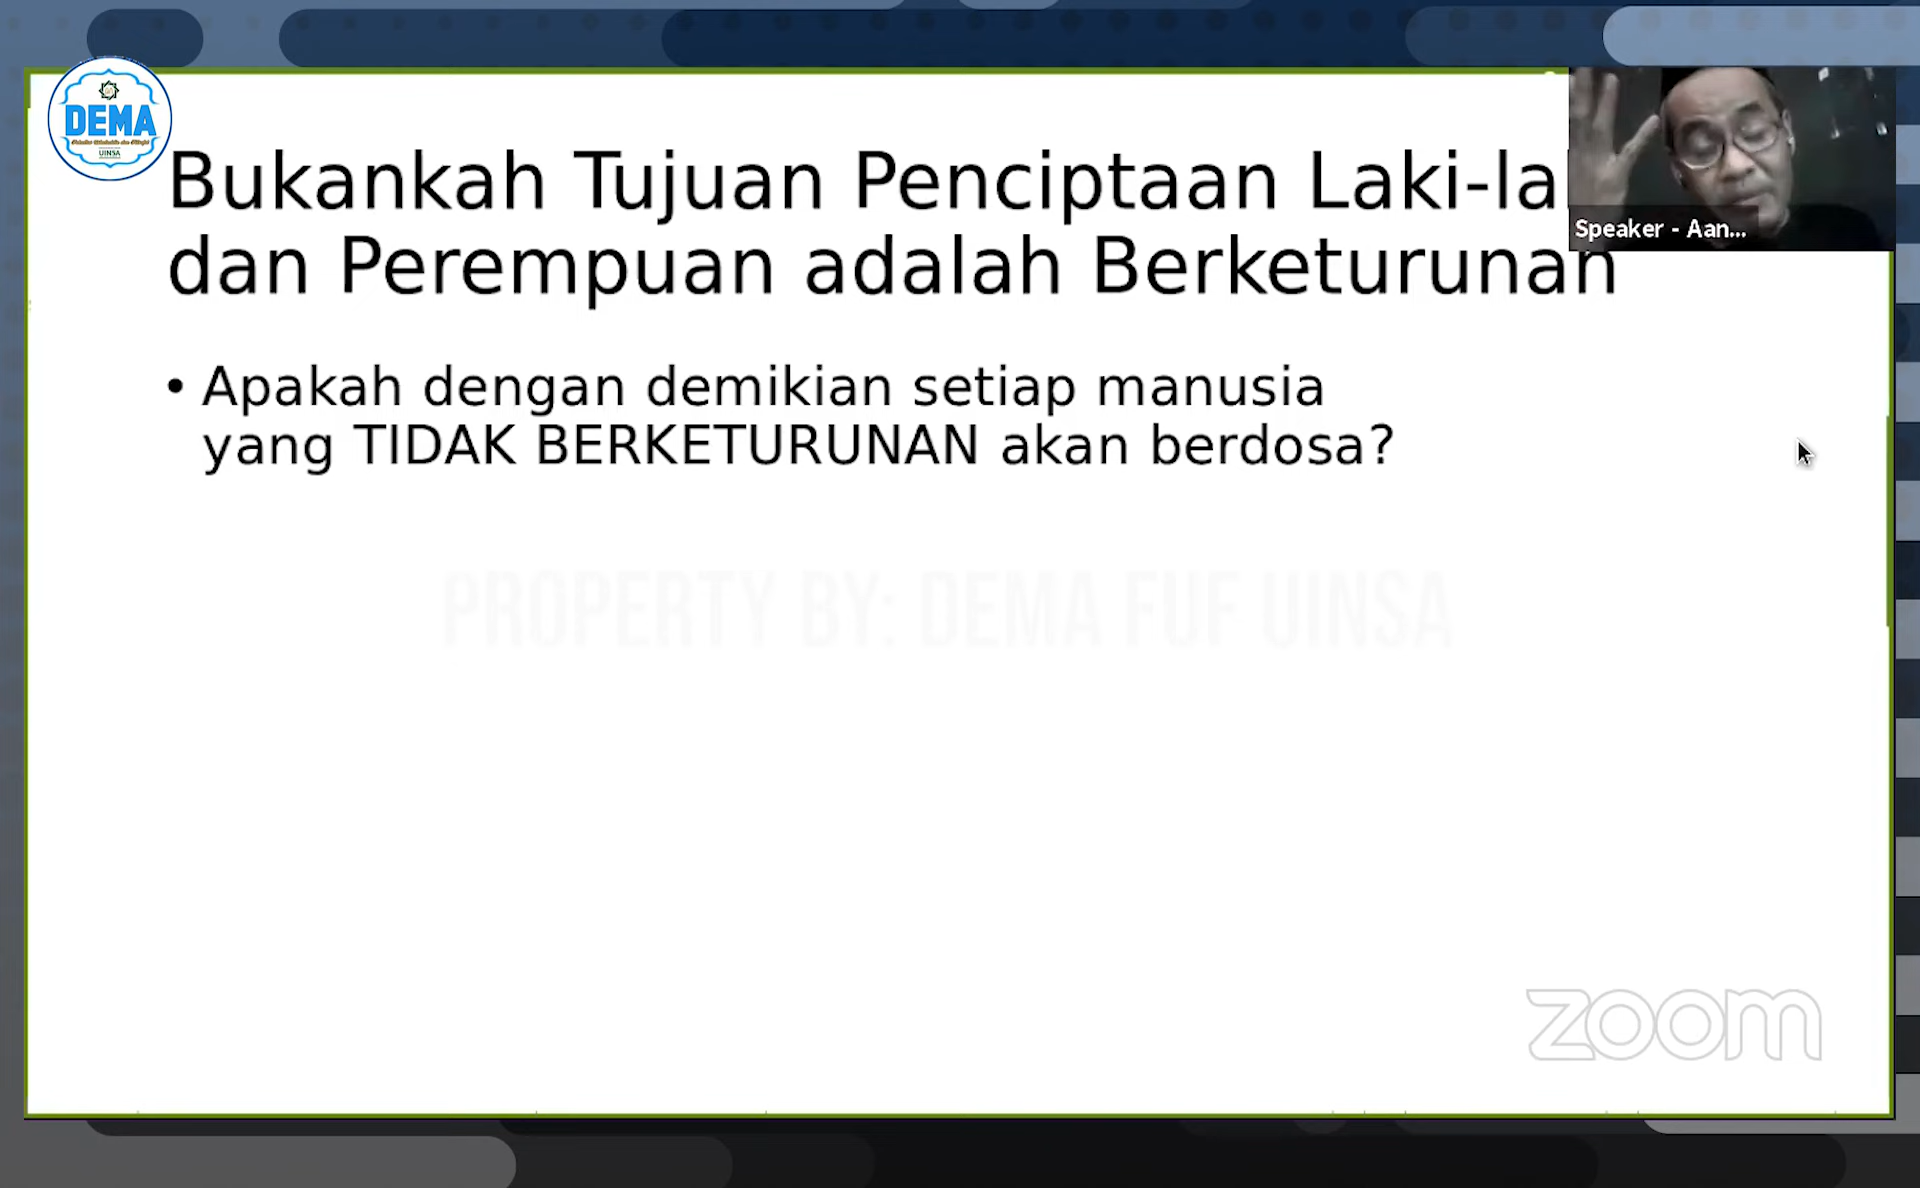 DEMA
UINSA
Bukankah Tujuan Penciptaan Laki-la
dan Perempuan adalah Berketurunan
Speaker - Aan...
• Apakah dengan demikian setiap manusia
yang TIDAK BERKETURUNAN akan berdosa?
PROPERTY BY: DEMA FUF UINSA
zoom